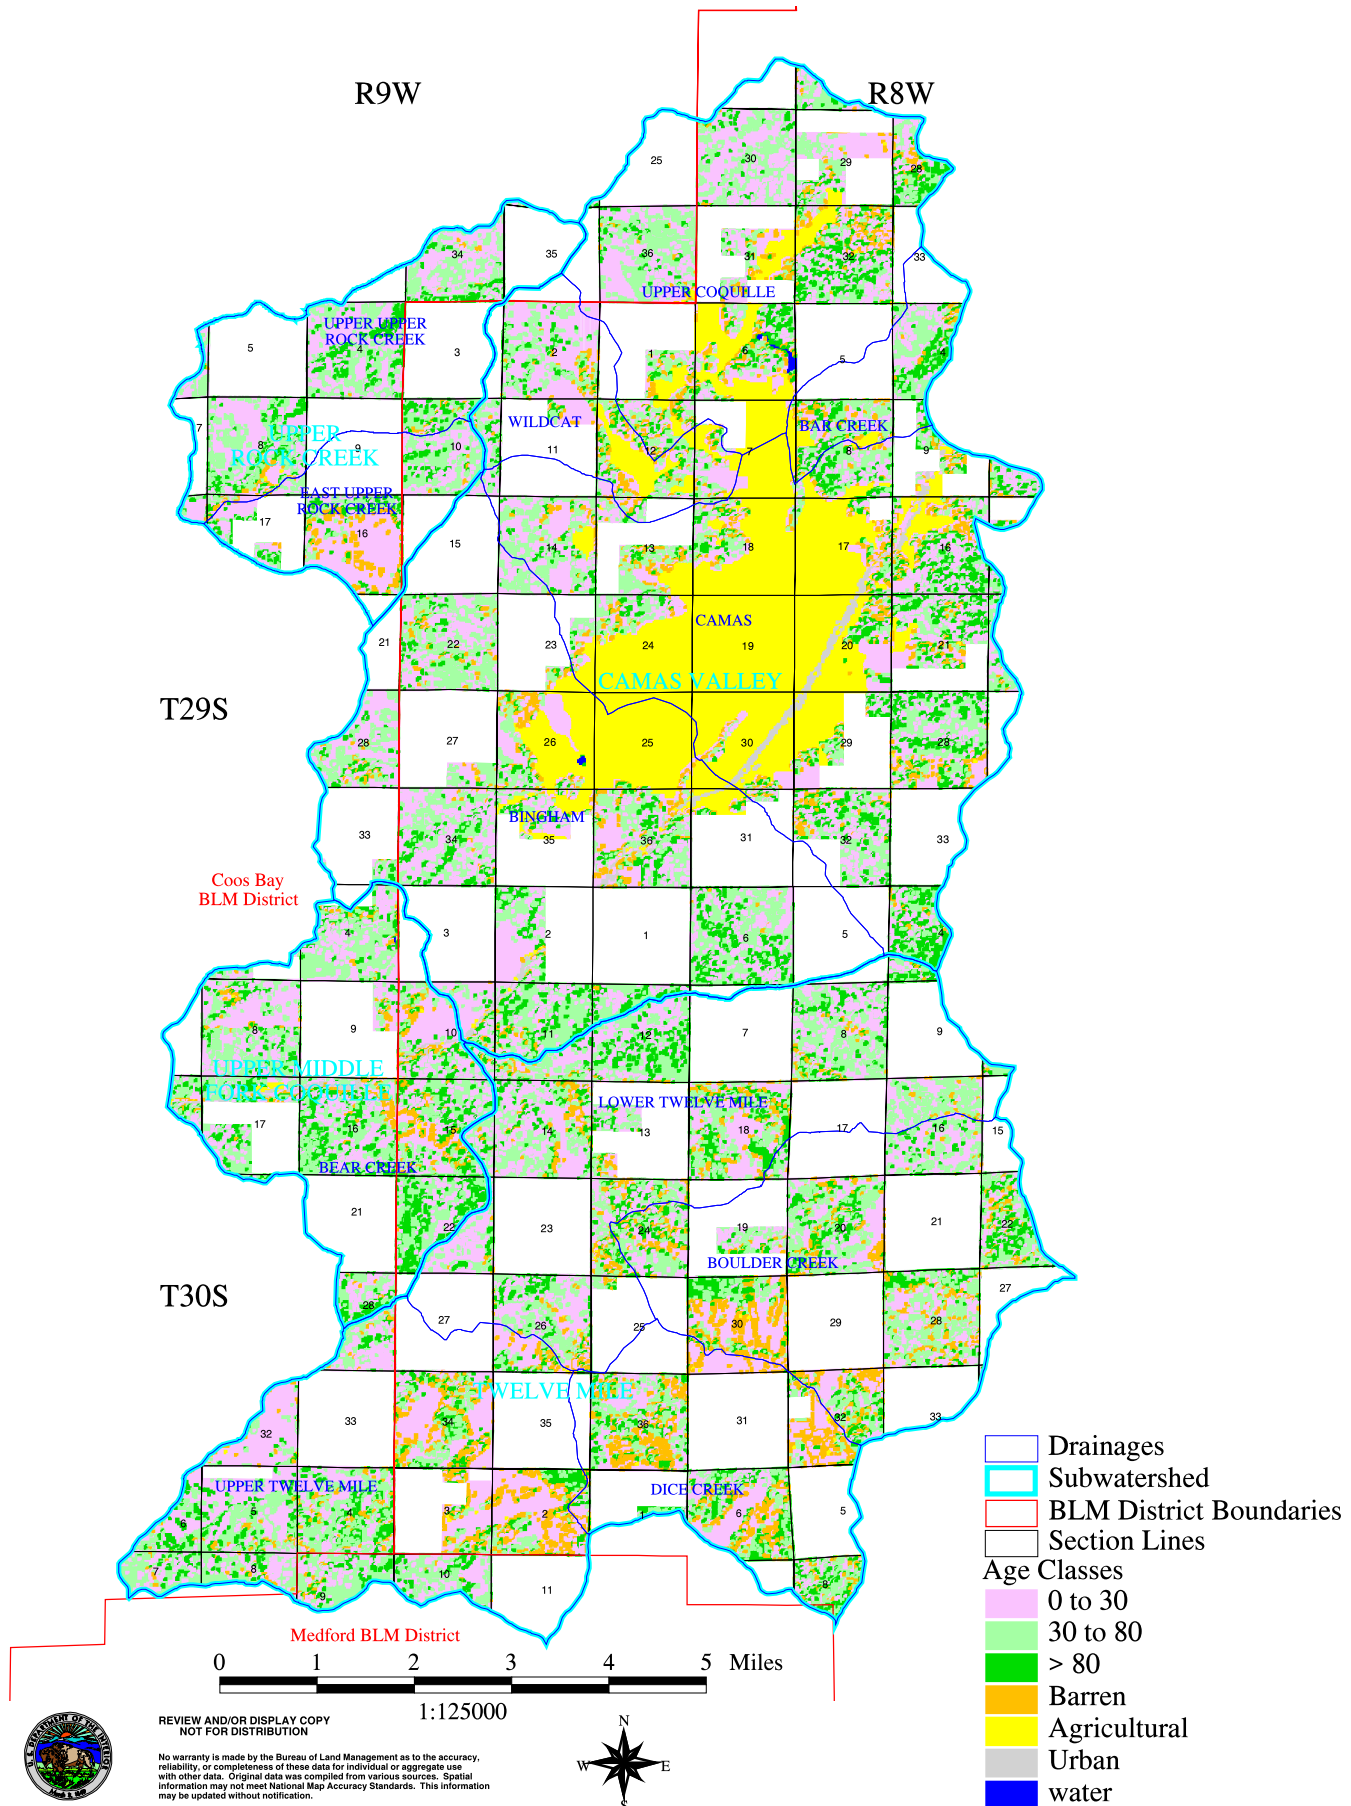 R9W
R8W
25
30
29
28
34
35
36
31
32
33
UPPER COQUILLE
UPPER UPPER
ROCK CREEK
5
4
3
2
1
6
5
4
7
8
9
10
WILDCAT
11
12
7
BAR CREEK
8
9
UPPER
ROCK CREEK
EAST UPPER
ROCK CREEK
17
16
15
14
13
18
17
16
CAMAS
21
22
23
24
19
20
21
CAMAS VALLEY
T29S
28
27
26
25
30
29
28
BINGHAM
33
34
35
36
31
32
33
Coos Bay
BLM District
4
3
2
1
6
5
4
8
9
10
11
12
7
8
9
UPPER MIDDLE
FORK COQUILLE
LOWER TWELVE MILE
17
16
15
14
13
18
17
16
15
BEAR CREEK
21
22
23
24
19
20
21
22
BOULDER CREEK
T30S
28
27
26
25
30
29
28
27
TWELVE MILE
32
33
34
35
36
31
32
33
UPPER TWELVE MILE
DICE CREEK
6
5
4
3
2
1
6
5
7
8
9
10
11
8
Medford BLM District
Drainages
Subwatershed
BLM District Boundaries
Section Lines
Age Classes
0 to 30
30 to 80
> 80
Barren
Agricultural
Urban
water
0 1 2 3 4 5 Miles
1:125000
U.S. DEPARTMENT OF THE INTERIOR
March 3, 1849
REVIEW AND/OR DISPLAY COPY
NOT FOR DISTRIBUTION
No warranty is made by the Bureau of Land Management as to the accuracy,
reliability, or completeness of these data for individual or aggregate use
with other data. Original data was compiled from various sources. Spatial
information may not meet National Map Accuracy Standards. This information
may be updated without notification.
N
W
E
S